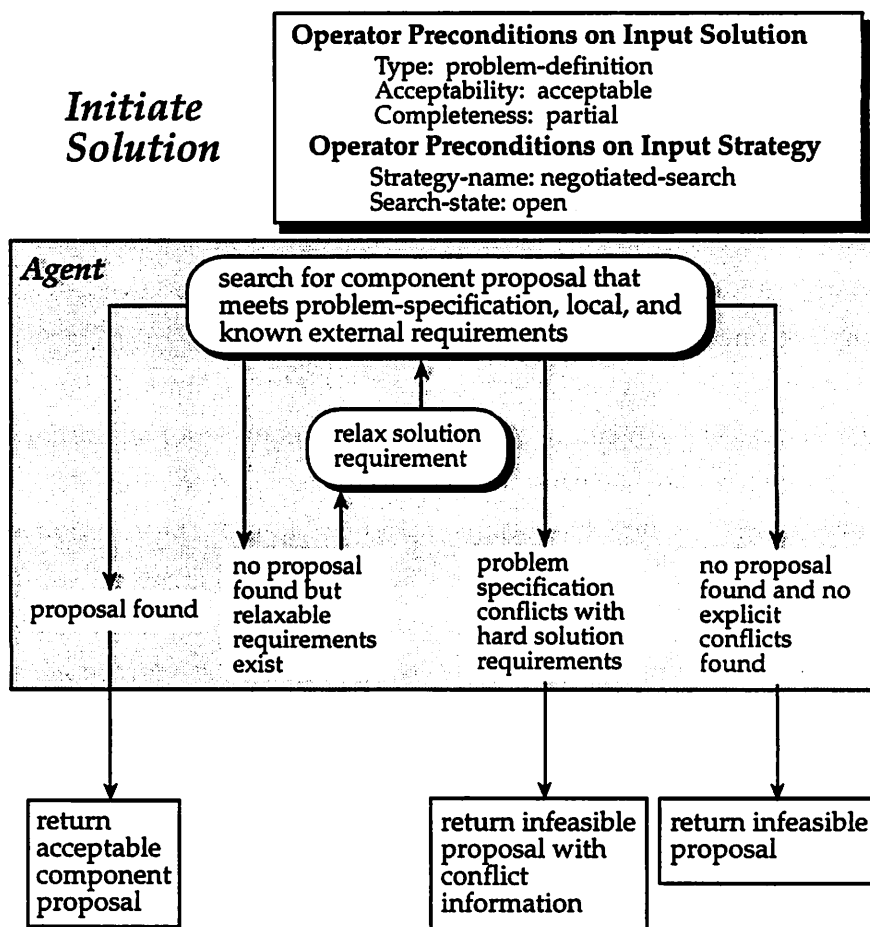 Initiate
Solution
Operator Preconditions on Input Solution
Type: problem-definition
Acceptability: acceptable
Completeness: partial
Operator Preconditions on Input Strategy
Strategy-name: negotiated-search
Search-state: open
Agent
search for component proposal that
meets problem-specification, local, and
known external requirements
relax solution
requirement
proposal found
no proposal
found but
relaxable
requirements
exist
problem
specification
conflicts with
hard solution
requirements
no proposal
found and no
explicit
conflicts
found
return
acceptable
component
proposal
return infeasible
proposal with
conflict
information
return infeasible
proposal